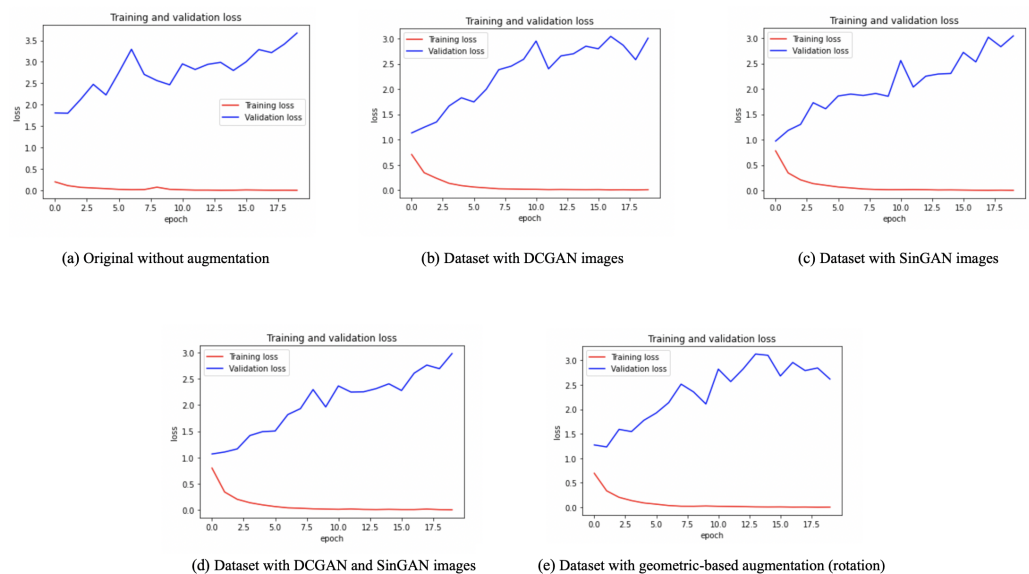 Training and validation loss
3.5
3.0
2.5
2.0
1.5
1.0
0.5
0.0
loss
Training loss
Validation loss
0.0 2.5 5.0 7.5 10.0 12.5 15.0 17.5
epoch
(a) Original without augmentation
Training and validation loss
3.0
2.5
2.0
1.5
1.0
0.5
0.0
loss
Training loss
Validation loss
0.0 2.5 5.0 7.5 10.0 12.5 15.0 17.5
epoch
(b) Dataset with DCGAN images
Training and validation loss
3.0
2.5
2.0
1.5
1.0
0.5
0.0
loss
Training loss
Validation loss
0.0 2.5 5.0 7.5 10.0 12.5 15.0 17.5
epoch
(c) Dataset with SinGAN images
Training and validation loss
3.0
2.5
2.0
1.5
1.0
0.5
0.0
loss
Training loss
Validation loss
0.0 2.5 5.0 7.5 10.0 12.5 15.0 17.5
epoch
(d) Dataset with DCGAN and SinGAN images
Training and validation loss
3.0
2.5
2.0
1.5
1.0
0.5
0.0
loss
Training loss
Validation loss
0.0 2.5 5.0 7.5 10.0 12.5 15.0 17.5
epoch
(e) Dataset with geometric-based augmentation (rotation)